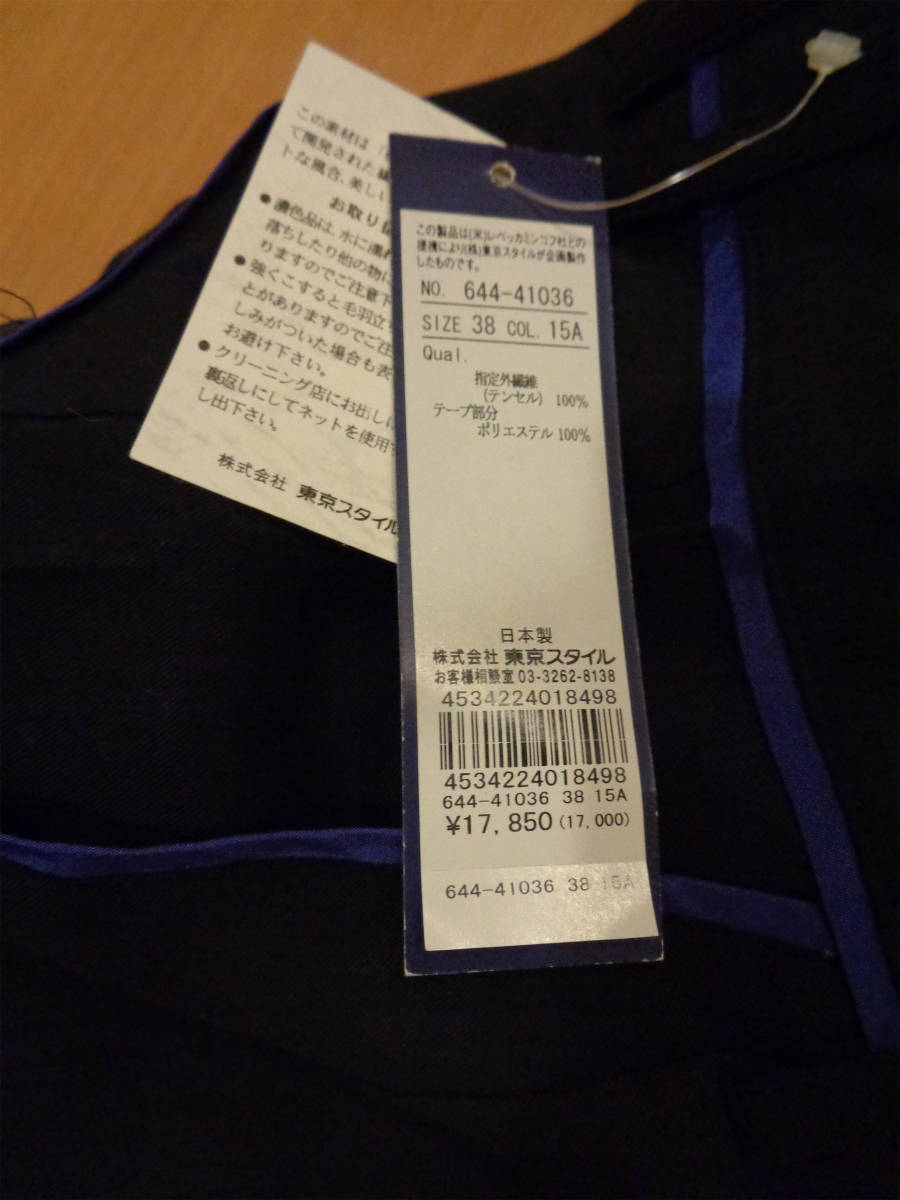 この素材は「
て開発された繊
トな風合、美しい
お取り扱
●濃色品は、水に濡れ
落ちしたり他の物に
りますのでご注意下
●強くこすると毛羽立ち
とがありますのでご注
しみがついた場合も表
お避け下さい。
●クリーニング店にお出しに
裏返しにしてネットを使用す
し出下さい。
株式会社 東京スタイル
この製品は(米)レベッカミンコフ社との
提携により(株)東京スタイルが企画製作
したものです。
NO. 644-41036
SIZE 38 COL. 15A
Qual.
指定外繊維
(テンセル) 100%
テープ部分
ポリエステル 100%
日本製
株式会社 東京スタイル
お客様相談室 03-3262-8138
4534224018498
4534224018498
644-41036 38 15A
¥17,850 (17,000)
644-41036 38 15A